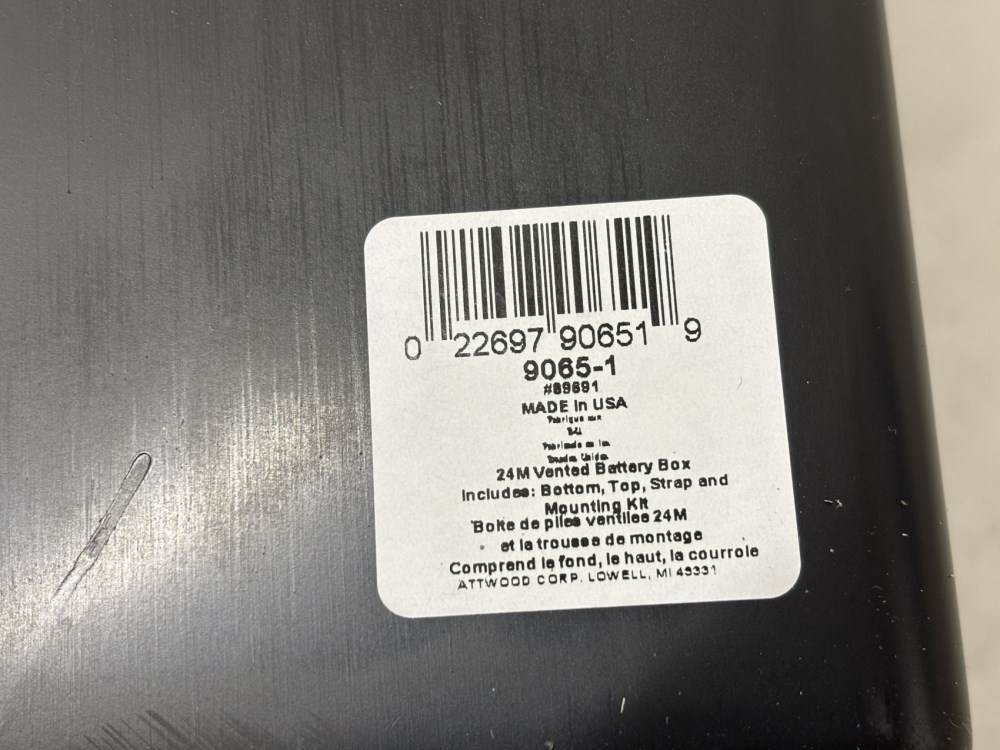 0 22697 90651 9
9065-1
#89691
MADE in USA
24M Vented Battery Box
Includes: Bottom, Top, Strap and
Mounting Kit
Boite de piles ventilles 24M
et la trousse de montage
Comprend le fond, le haut, la courroie
ATTWOOD CORP. LOWELL, MI 49331